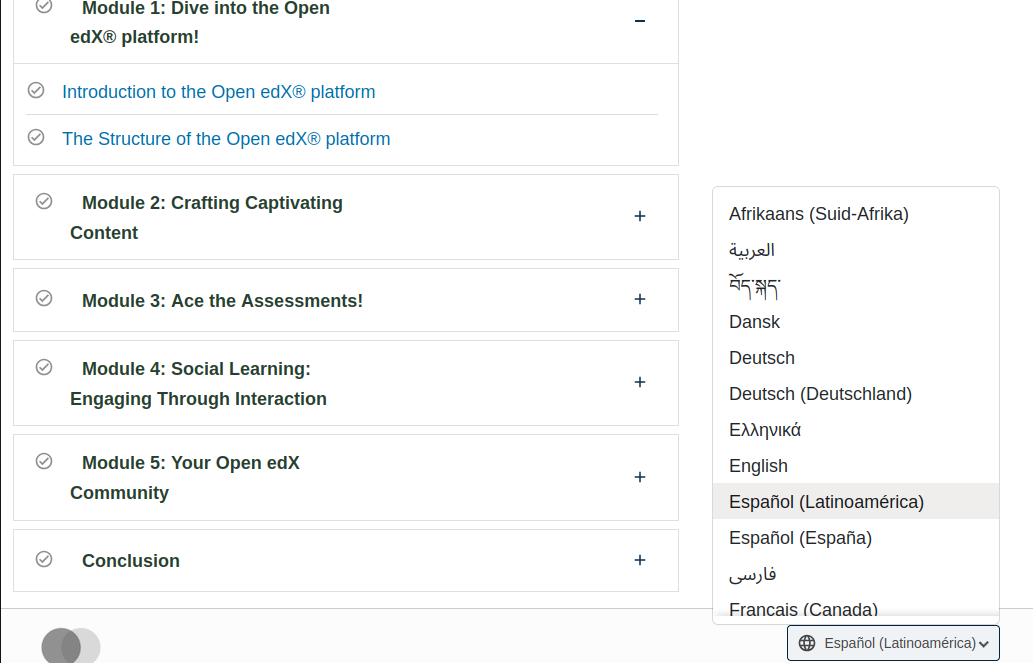 Module 1: Dive into the Open
edX® platform!
Introduction to the Open edX® platform
The Structure of the Open edX® platform
Module 2: Crafting Captivating
Content
Module 3: Ace the Assessments!
Module 4: Social Learning:
Engaging Through Interaction
Module 5: Your Open edX
Community
Conclusion
Afrikaans (Suid-Afrika)
العربية
བོད་སྐད་
Dansk
Deutsch
Deutsch (Deutschland)
Ελληνικά
English
Español (Latinoamérica)
Español (España)
فارسی
Français (Canada)
Español (Latinoamérica)